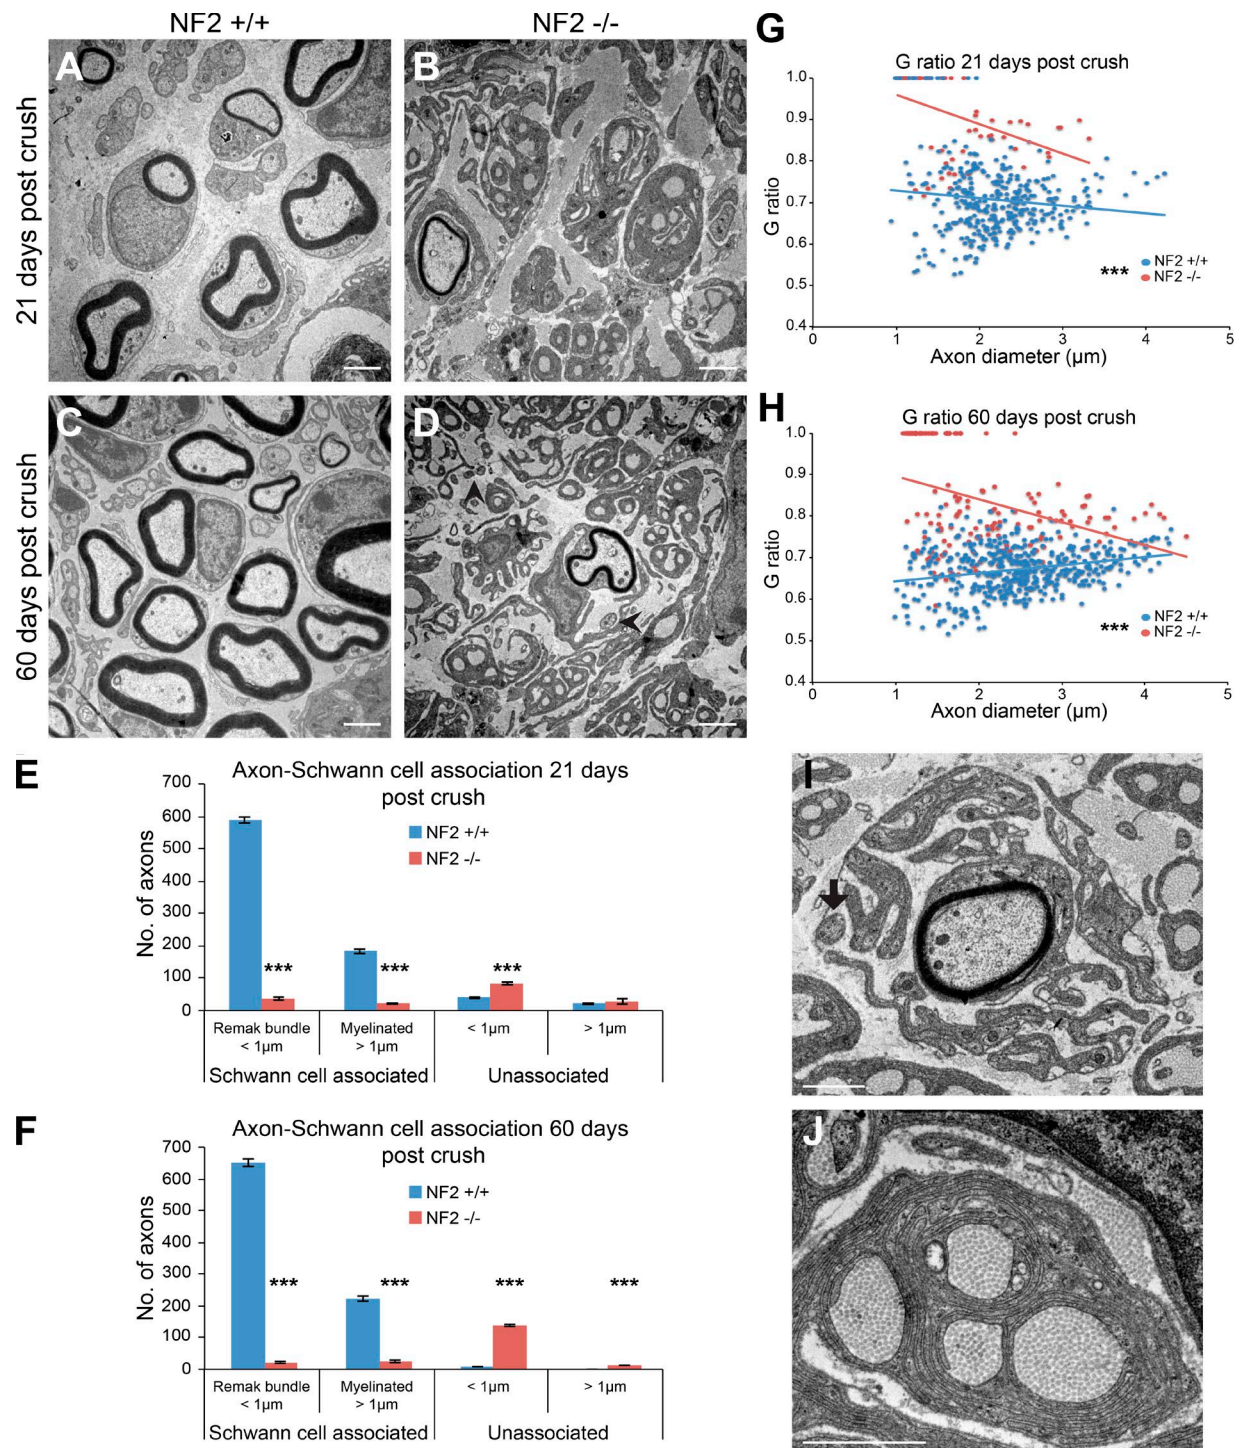 NF2 +/+
NF2 -/-
21 days post crush
60 days post crush
A
B
C
D
G
G ratio 21 days post crush
G ratio
1.0
0.9
0.8
0.7
0.6
0.5
0.4
0
1
2
3
4
5
Axon diameter (µm)
***
NF2 +/+
NF2 -/-
H
G ratio 60 days post crush
G ratio
1.0
0.9
0.8
0.7
0.6
0.5
0.4
0
1
2
3
4
5
Axon diameter (µm)
***
NF2 +/+
NF2 -/-
E
Axon-Schwann cell association 21 days
post crush
NF2 +/+
NF2 -/-
No. of axons
700
600
500
400
300
200
100
0
***
***
***
Remak bundle
< 1µm
Myelinated
> 1µm
< 1µm
> 1µm
Schwann cell associated
Unassociated
F
Axon-Schwann cell association 60 days
post crush
NF2 +/+
NF2 -/-
No. of axons
700
600
500
400
300
200
100
0
***
***
***
***
Remak bundle
< 1µm
Myelinated
> 1µm
< 1µm
> 1µm
Schwann cell associated
Unassociated
I
J